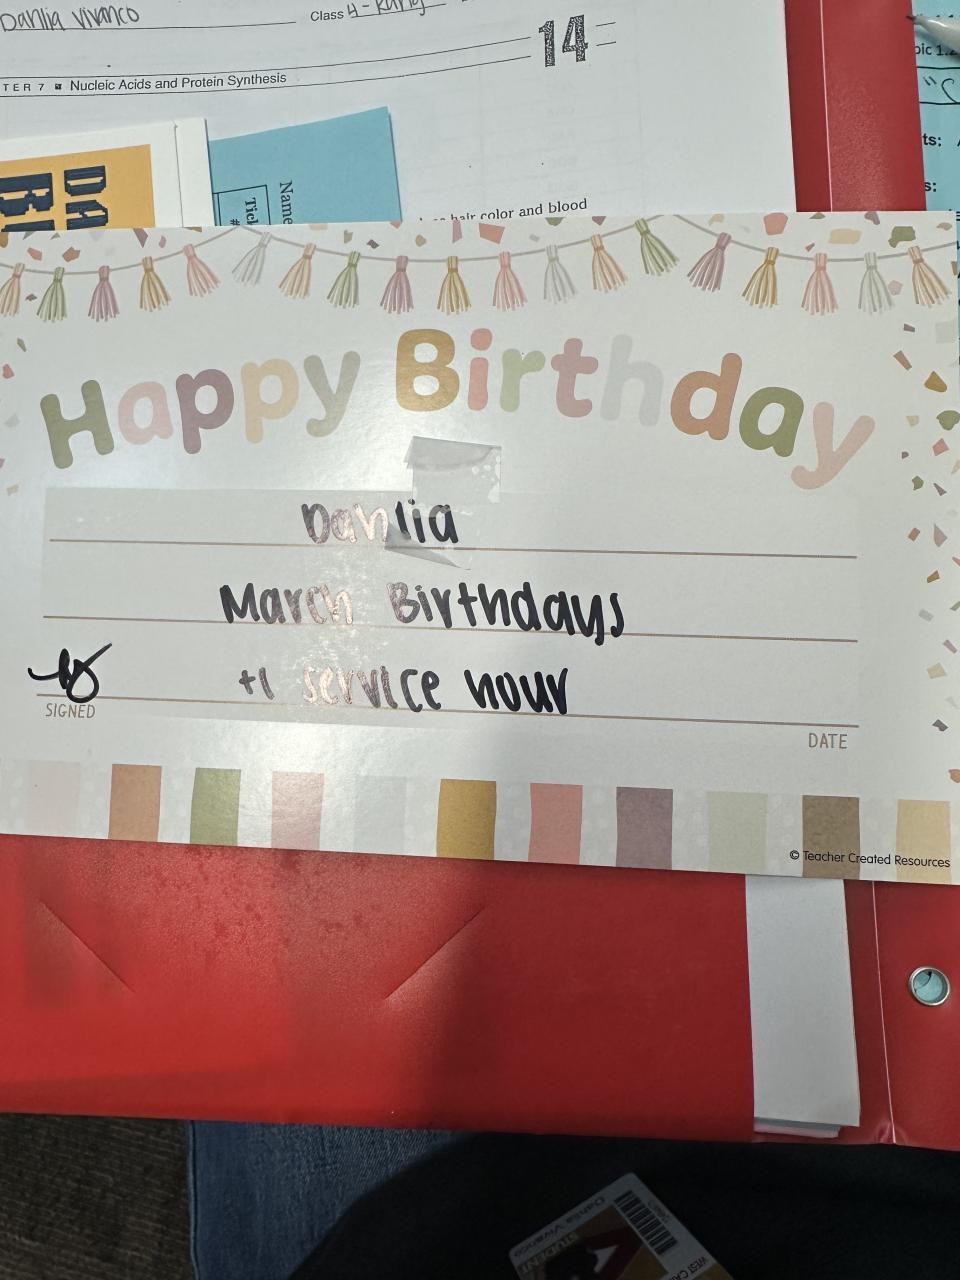 Dahlia Vivanco
Class 4-Kang
14
TER 7 Nucleic Acids and Protein Synthesis
Name
hair color and blood
Happy Birthday
Dahlia
March Birthdays
+1 service hour
SIGNED
DATE
© Teacher Created Resources
Dahlia Vivanco
STUDENT